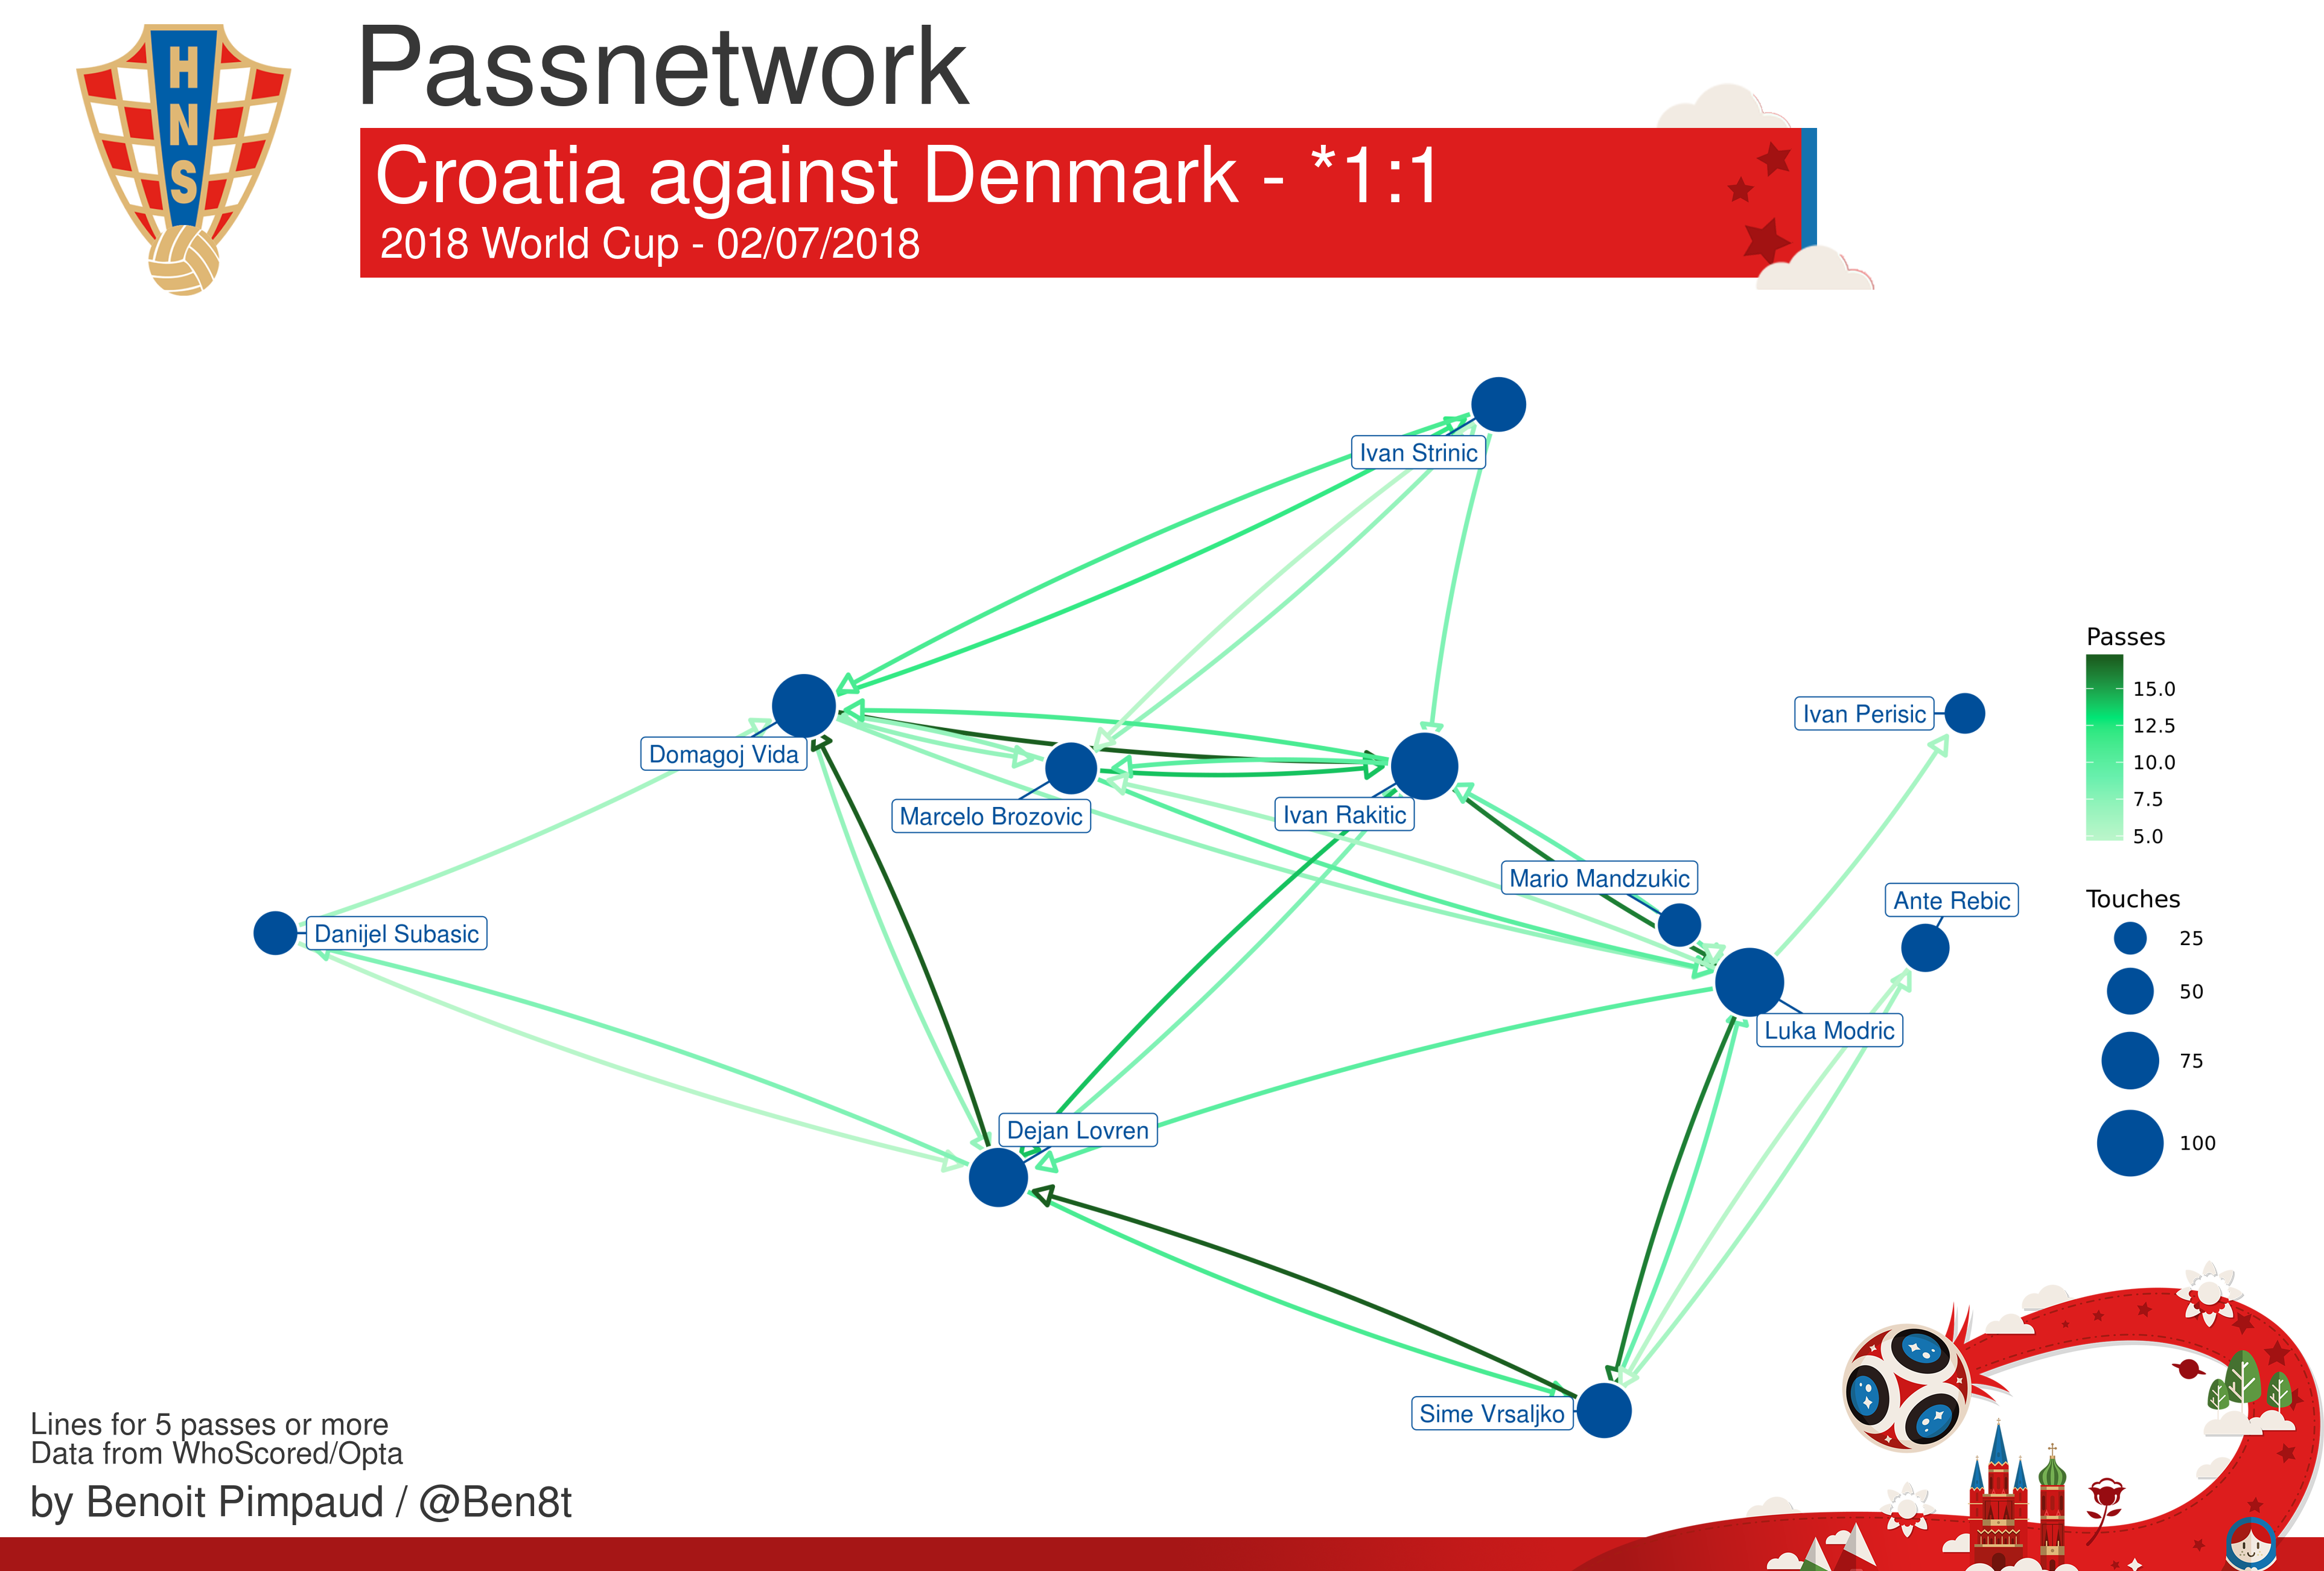 H
N
S
Passnetwork
Croatia against Denmark - *1:1
2018 World Cup - 02/07/2018
Ivan Strinic
Domagoj Vida
Marcelo Brozovic
Ivan Rakitic
Ivan Perisic
Mario Mandzukic
Ante Rebic
Danijel Subasic
Luka Modric
Dejan Lovren
Sime Vrsaljko
Passes
15.0
12.5
10.0
7.5
5.0
Touches
25
50
75
100
Lines for 5 passes or more
Data from WhoScored/Opta
by Benoit Pimpaud / @Ben8t